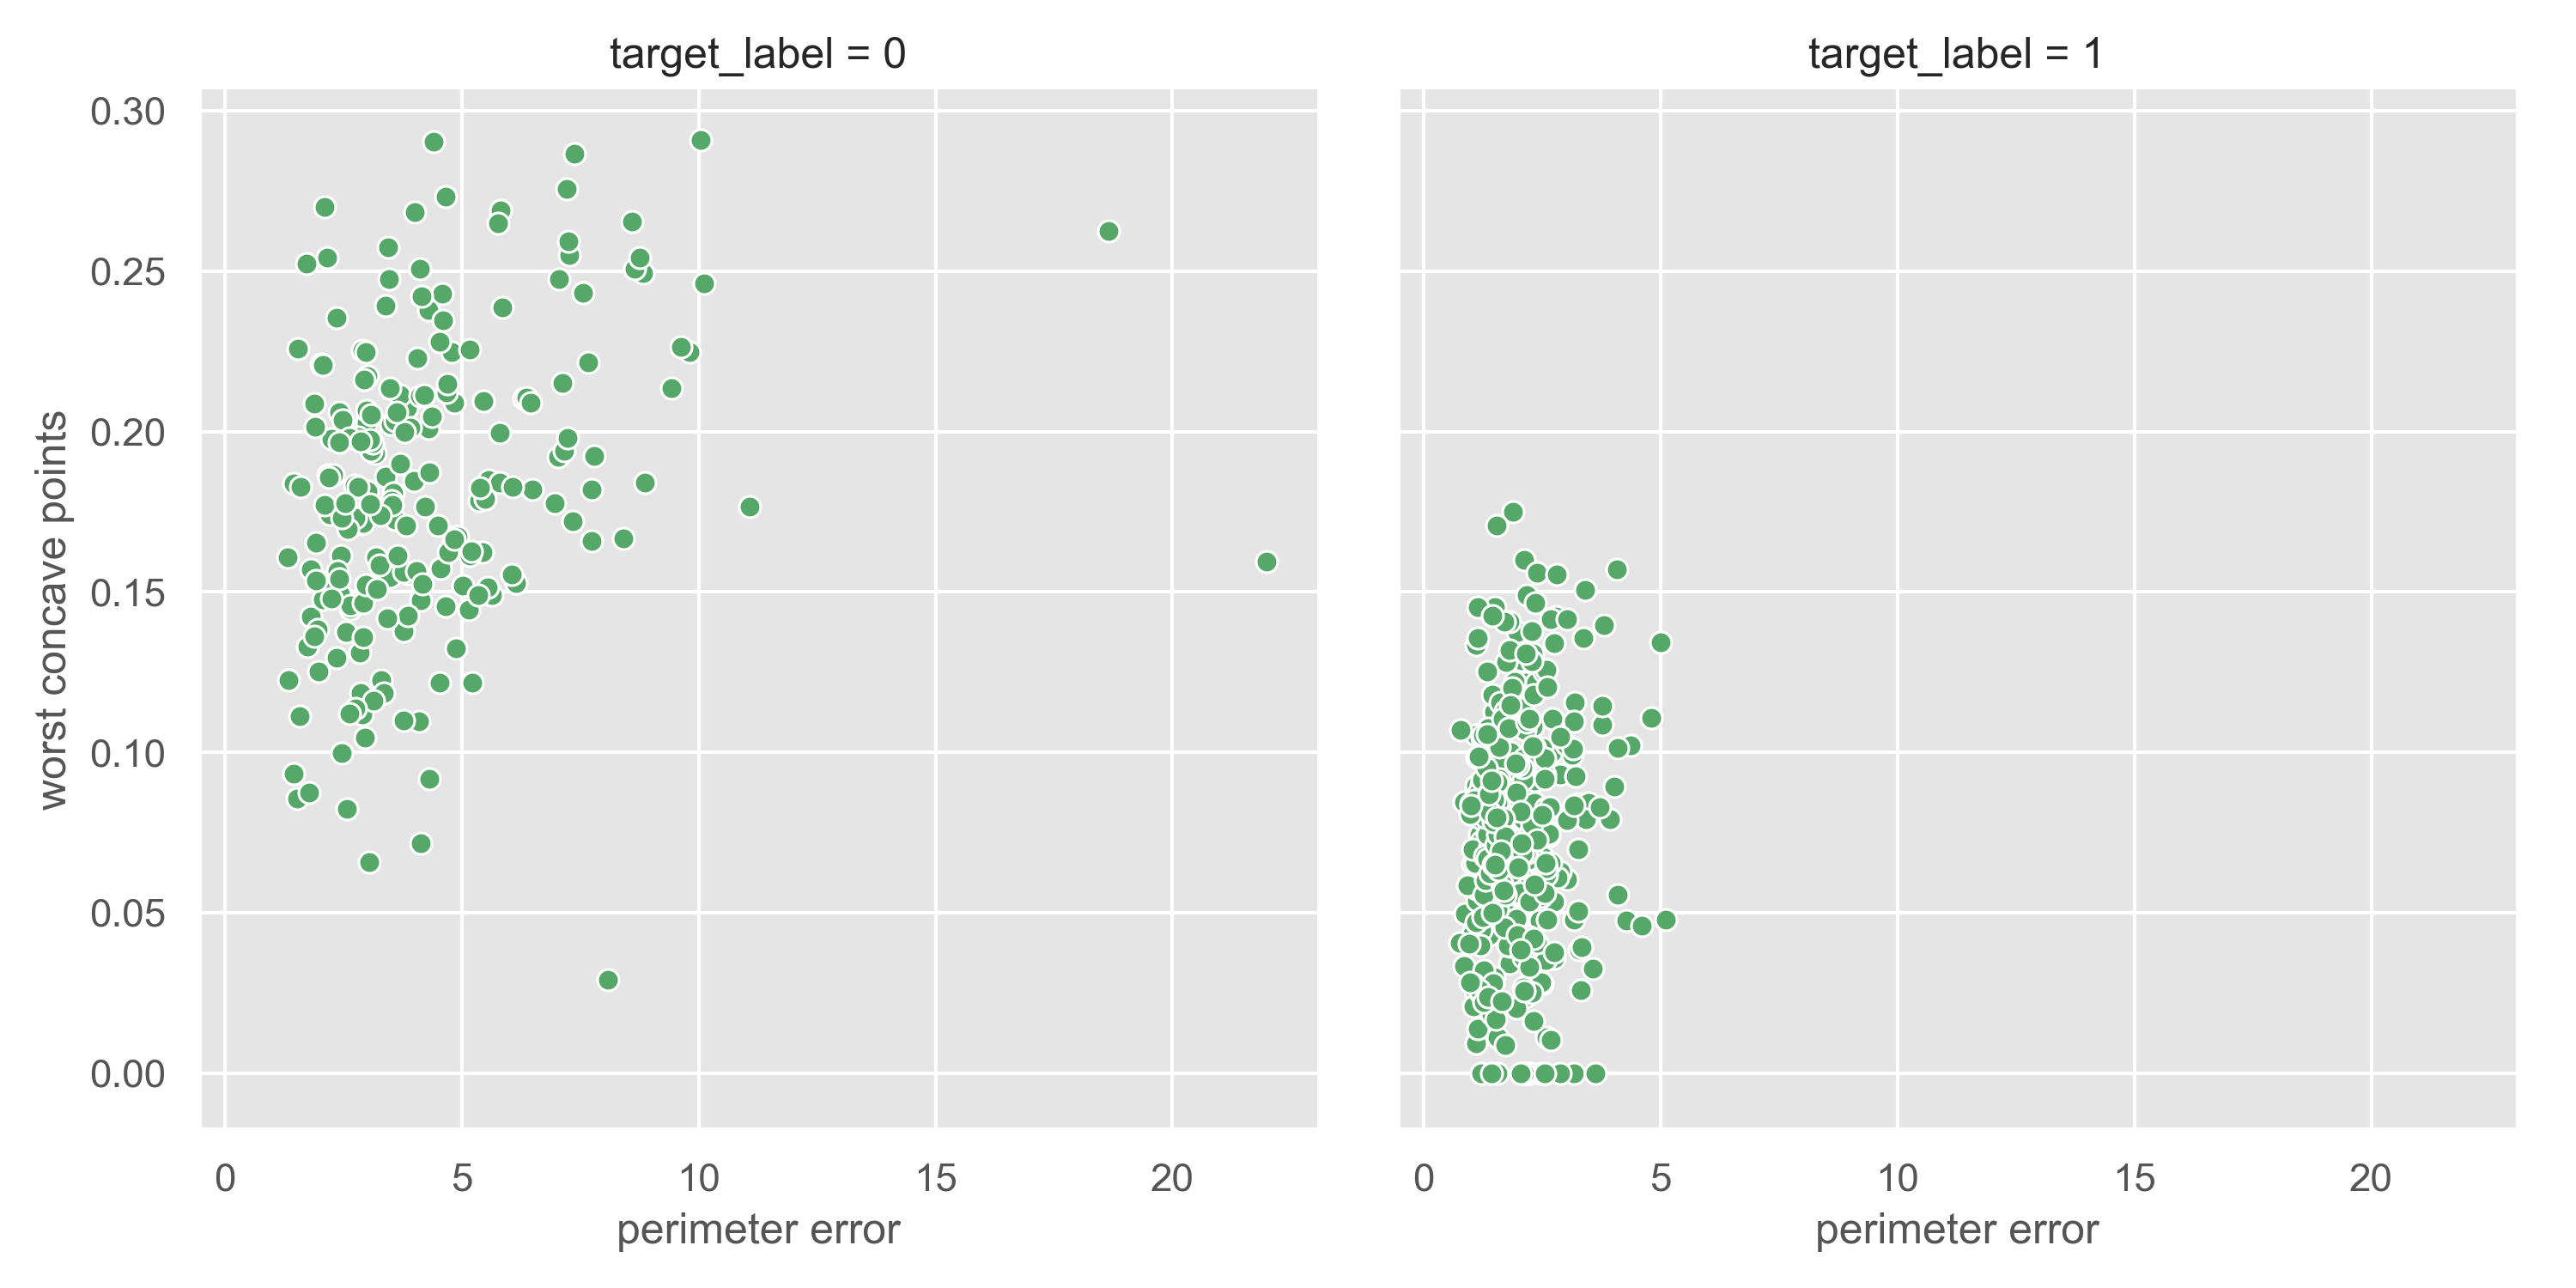 target_label = 0
target_label = 1
worst concave points
0.30
0.25
0.20
0.15
0.10
0.05
0.00
0 5 10 15 20
0 5 10 15 20
perimeter error
perimeter error